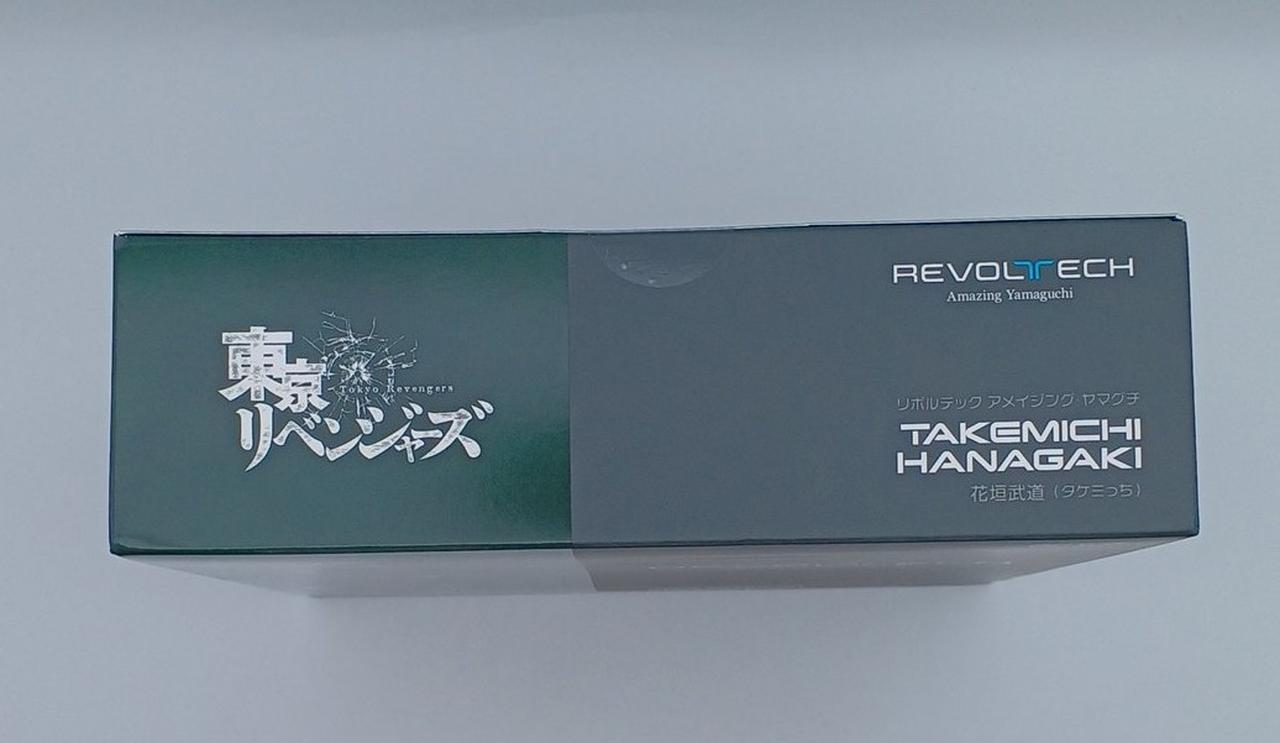 東京
Tokyo Revengers
リベンジャーズ
REVOLTECH
Amazing Yamaguchi
リボルテック アメイジング・ヤマグチ
TAKEMICHI
HANAGAKI
花垣武道（タケミっち）